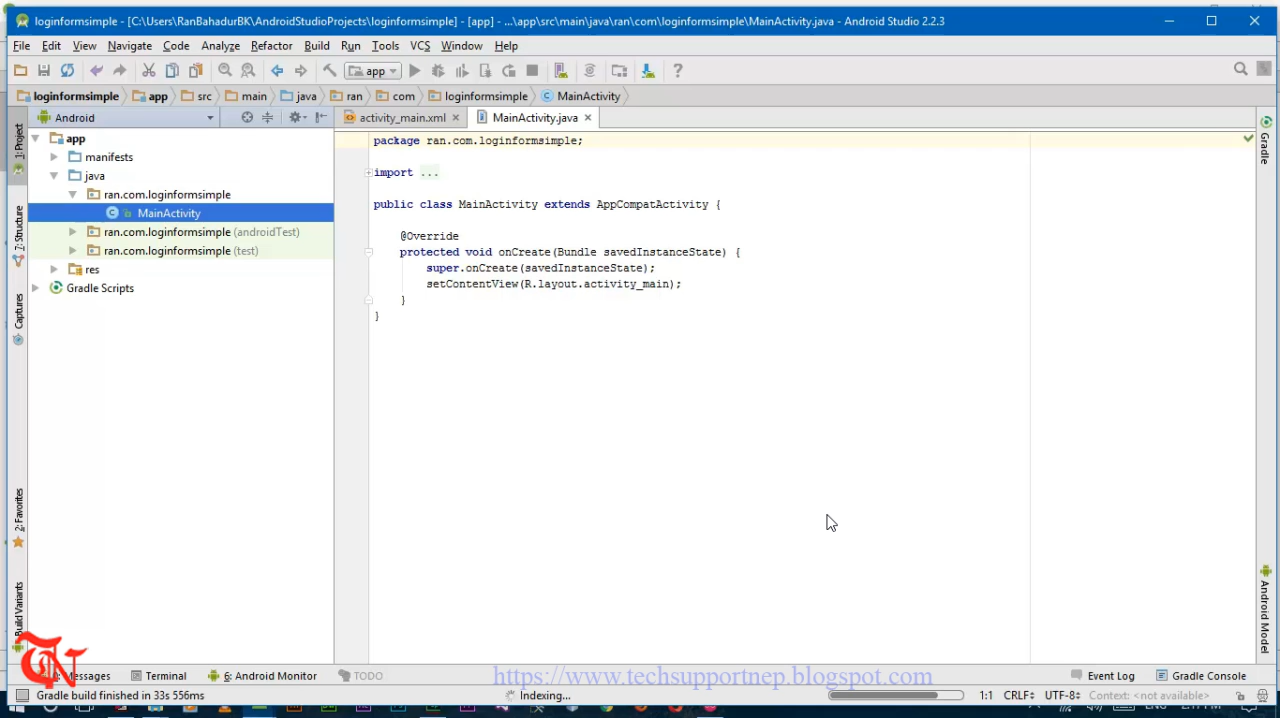 loginformsimple - [C:\Users\RanBahadurBK\AndroidStudioProjects\loginformsimple] - [app] - ...\app\src\main\java\ran\com\loginformsimple\MainActivity.java - Android Studio 2.2.3
File Edit View Navigate Code Analyze Refactor Build Run Tools VCS Window Help
app
loginformsimple app src main java ran com loginformsimple MainActivity
Android
activity_main.xml
MainActivity.java
1: Project
7: Structure
Captures
2: Favorites
Build Variants
app
manifests
java
ran.com.loginformsimple
MainActivity
ran.com.loginformsimple (androidTest)
ran.com.loginformsimple (test)
res
Gradle Scripts
package ran.com.loginformsimple;
import ...
public class MainActivity extends AppCompatActivity {
@Override
protected void onCreate(Bundle savedInstanceState) {
super.onCreate(savedInstanceState);
setContentView(R.layout.activity_main);
}
}
Gradle
Android Model
TN
Messages Terminal 6: Android Monitor TODO
https://www.techsupportnep.blogspot.com
Event Log Gradle Console
Gradle build finished in 33s 556ms
Indexing...
1:1 CRLF UTF-8 Context: <not available>